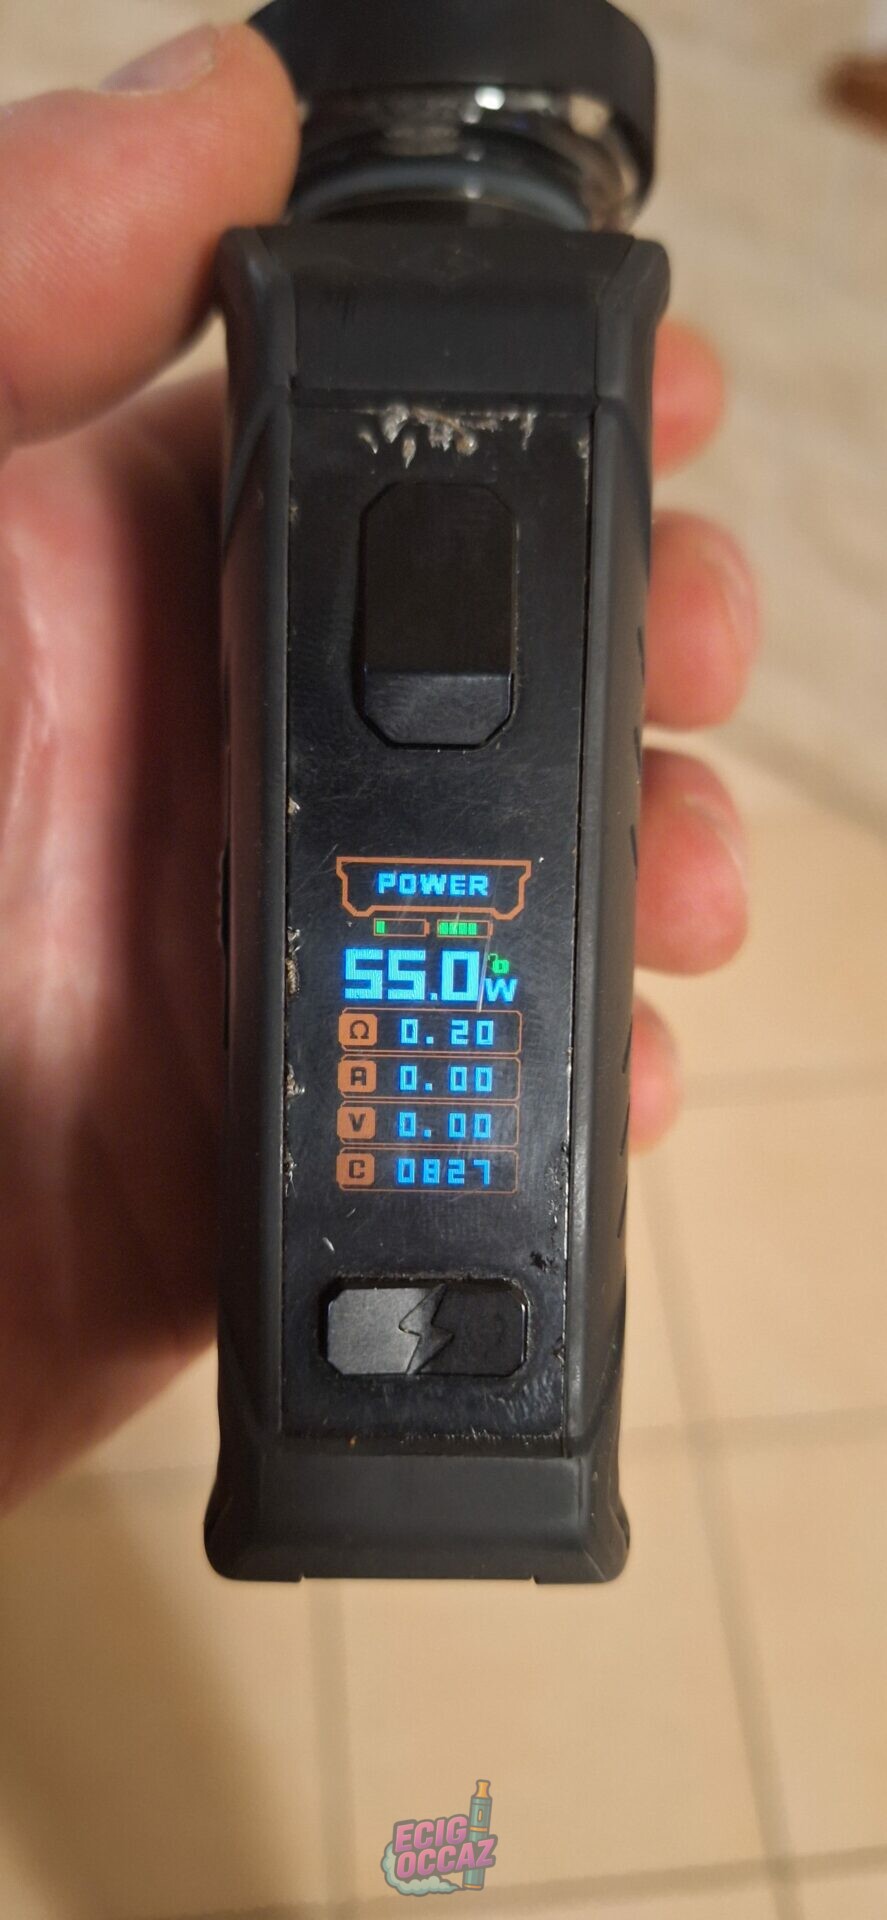 POWER
55.0W
Ω 0.20
A 0.00
V 0.00
C 0827
ECIG
OCCAZ